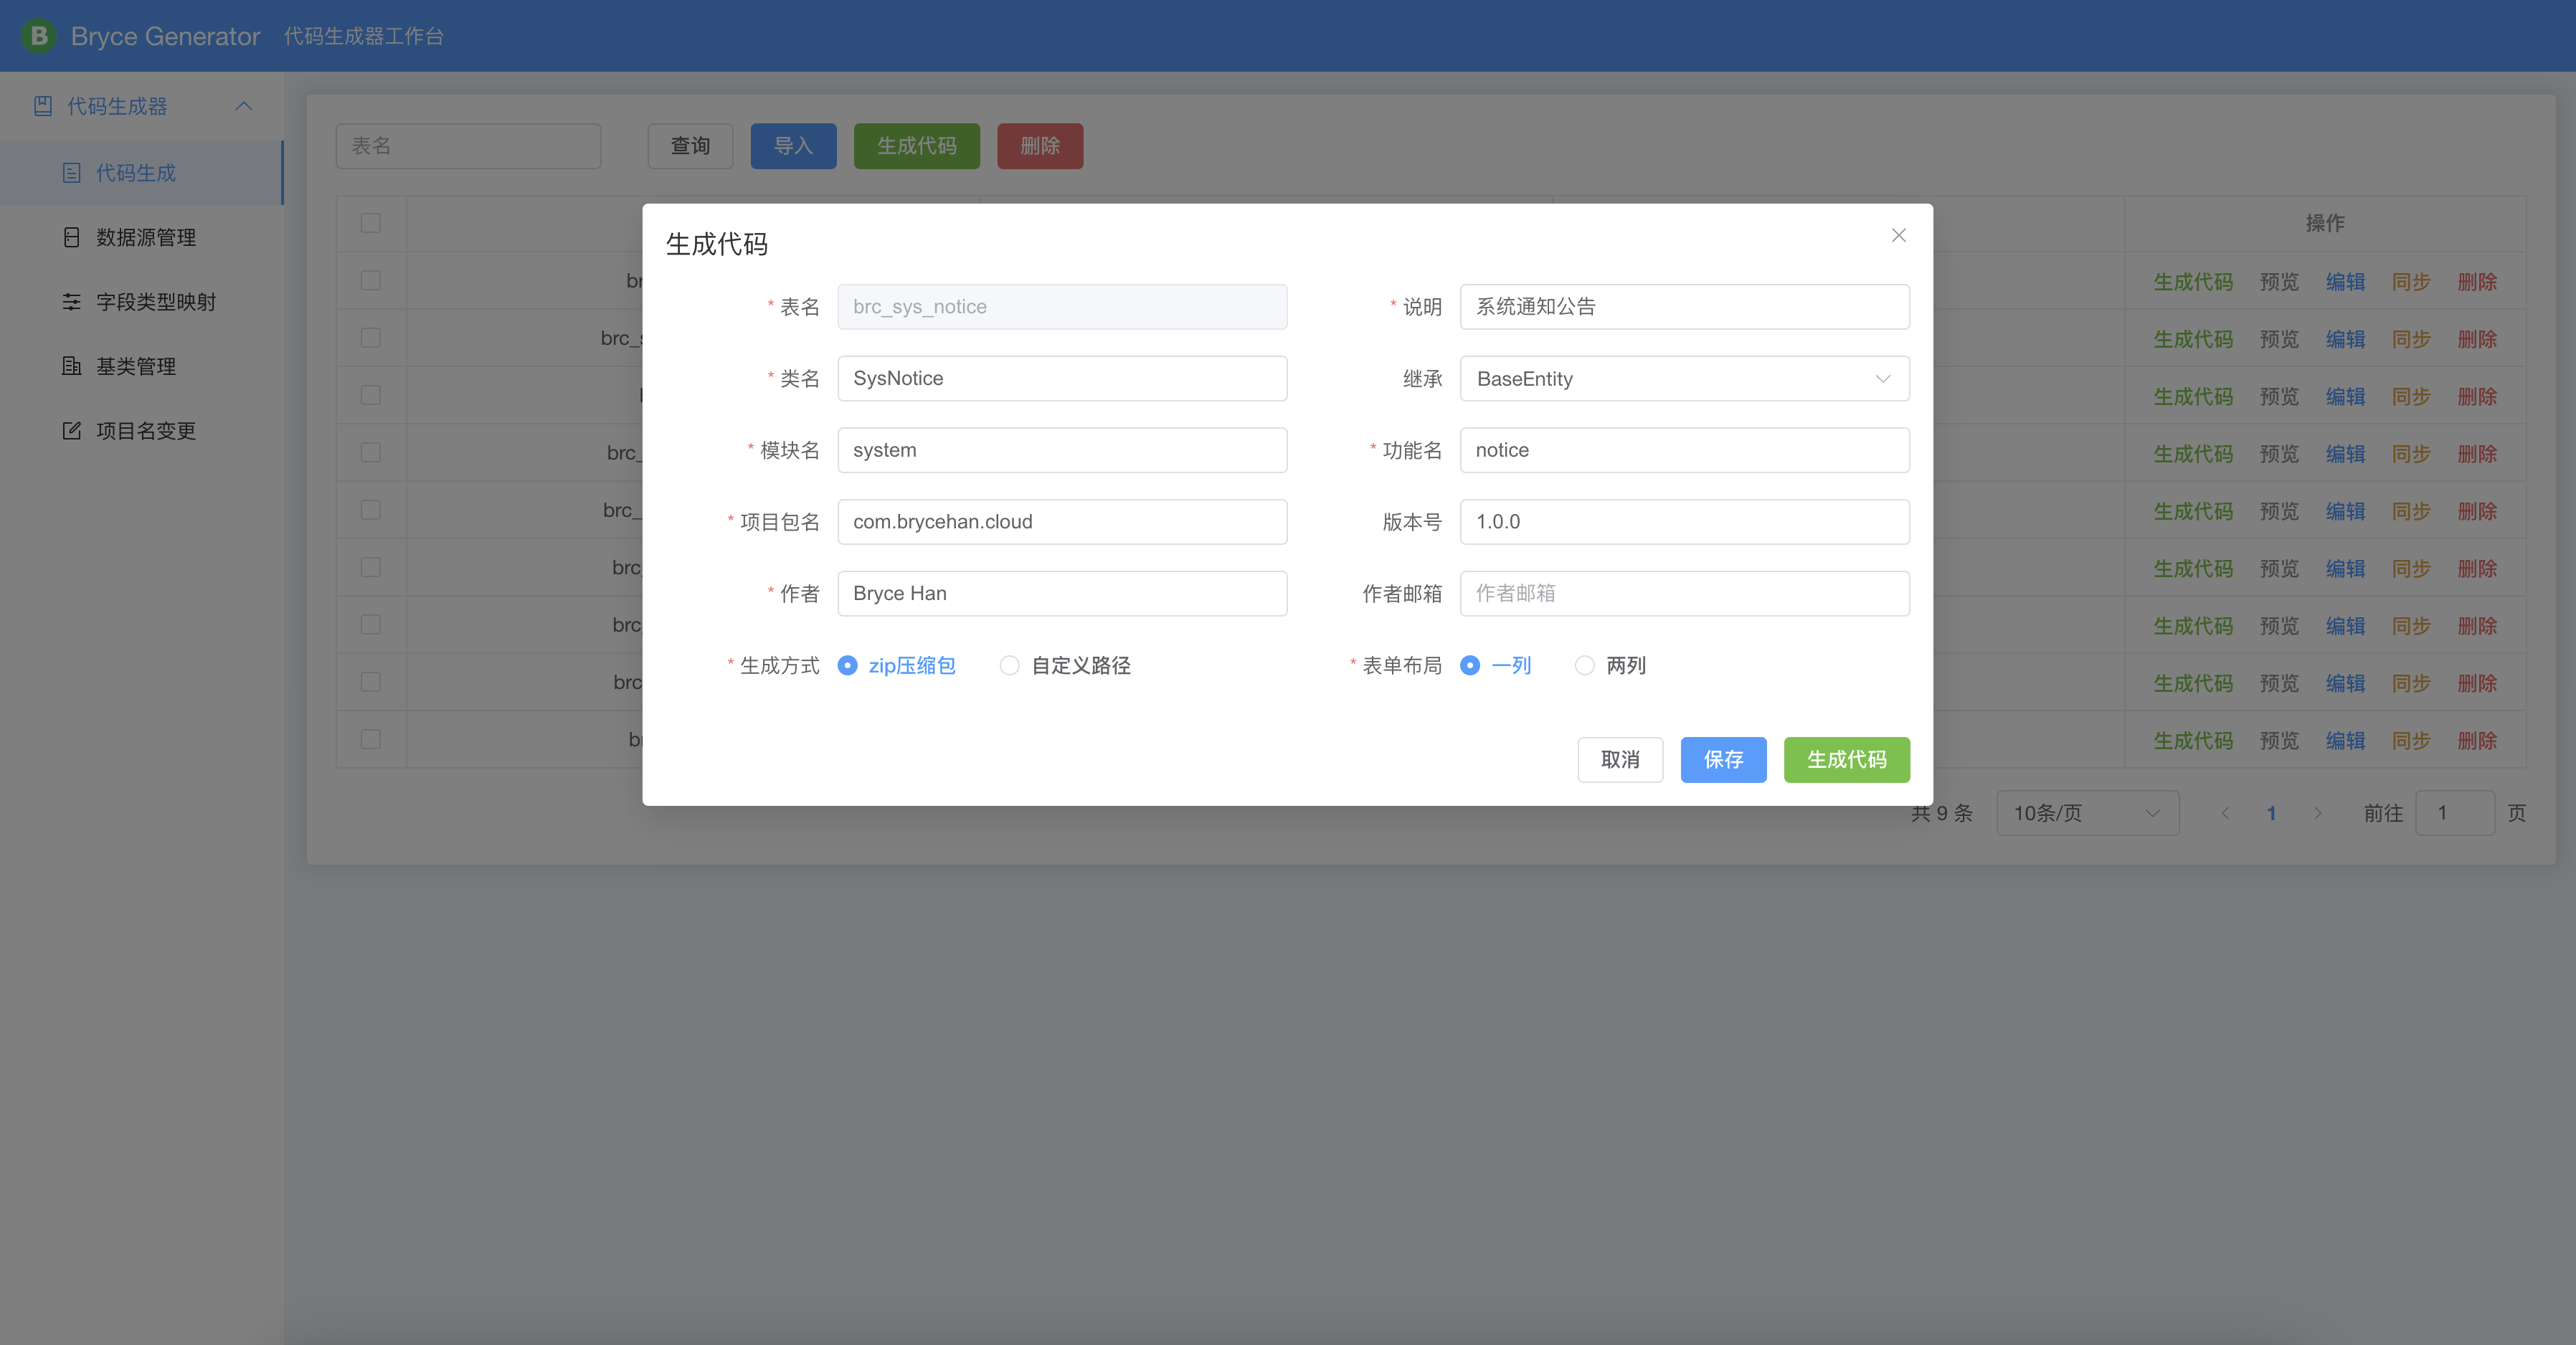 B Bryce Generator 代码生成器工作台
代码生成器
代码生成
数据源管理
字段类型映射
基类管理
项目名变更
表名 查询 导入 生成代码 删除
操作
生成代码 预览 编辑 同步 删除
生成代码 预览 编辑 同步 删除
生成代码 预览 编辑 同步 删除
生成代码 预览 编辑 同步 删除
生成代码 预览 编辑 同步 删除
生成代码 预览 编辑 同步 删除
生成代码 预览 编辑 同步 删除
生成代码 预览 编辑 同步 删除
生成代码 预览 编辑 同步 删除
生成代码
* 表名 brc_sys_notice * 说明 系统通知公告
* 类名 SysNotice 继承 BaseEntity
* 模块名 system * 功能名 notice
* 项目包名 com.brycehan.cloud 版本号 1.0.0
* 作者 Bryce Han 作者邮箱 作者邮箱
* 生成方式 zip压缩包 自定义路径 * 表单布局 一列 两列
取消 保存 生成代码
共 9 条 10条/页 1 前往 1 页